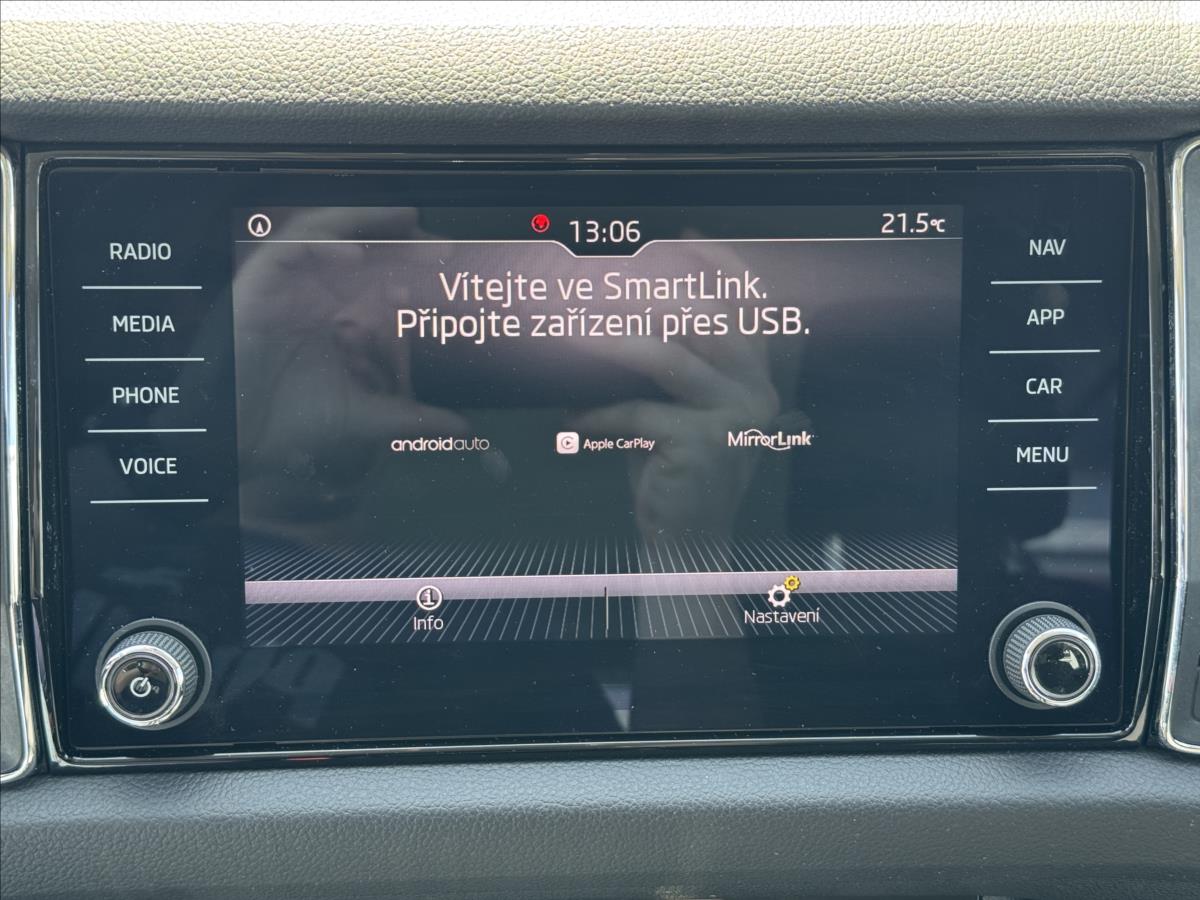 13:06
21.5°C
RADIO
MEDIA
PHONE
VOICE
Vítejte ve SmartLink.
Připojte zařízení přes USB.
androidauto
Apple CarPlay
MirrorLink
Info
Nastavení
NAV
APP
CAR
MENU